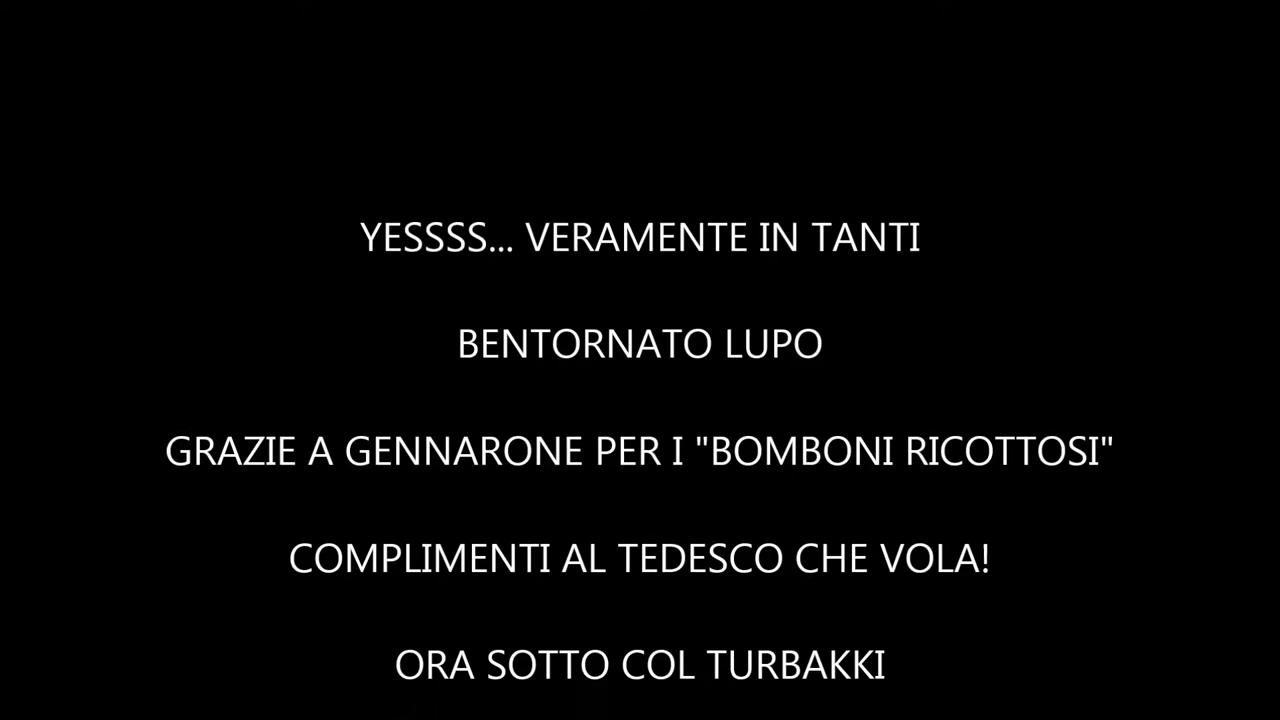 YESSSS... VERAMENTE IN TANTI
BENTORNATO LUPO
GRAZIE A GENNARONE PER I "BOMBONI RICOTTOSI"
COMPLIMENTI AL TEDESCO CHE VOLA!
ORA SOTTO COL TURBAKKI